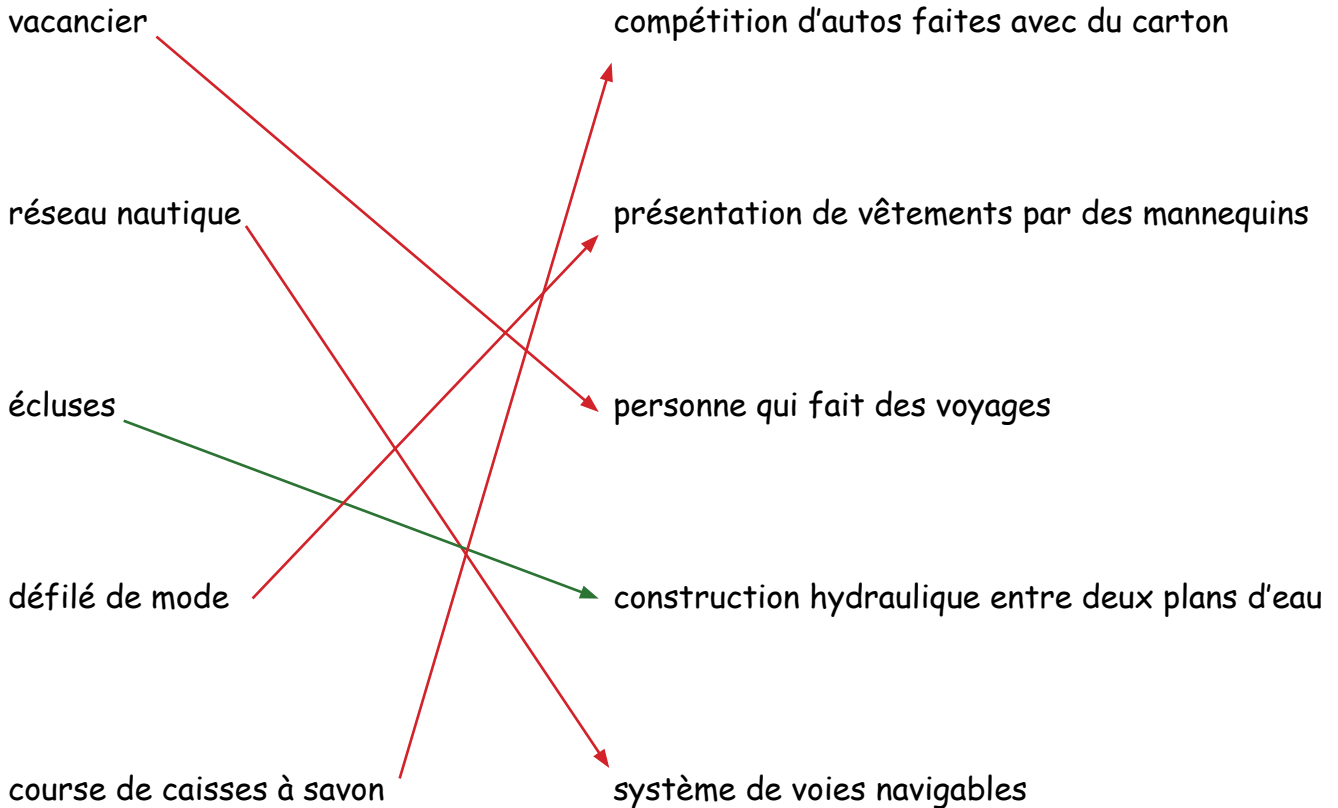 vacancier
compétition d'autos faites avec du carton
réseau nautique
présentation de vêtements par des mannequins
écluses
personne qui fait des voyages
défilé de mode
construction hydraulique entre deux plans d'eau
course de caisses à savon
système de voies navigables